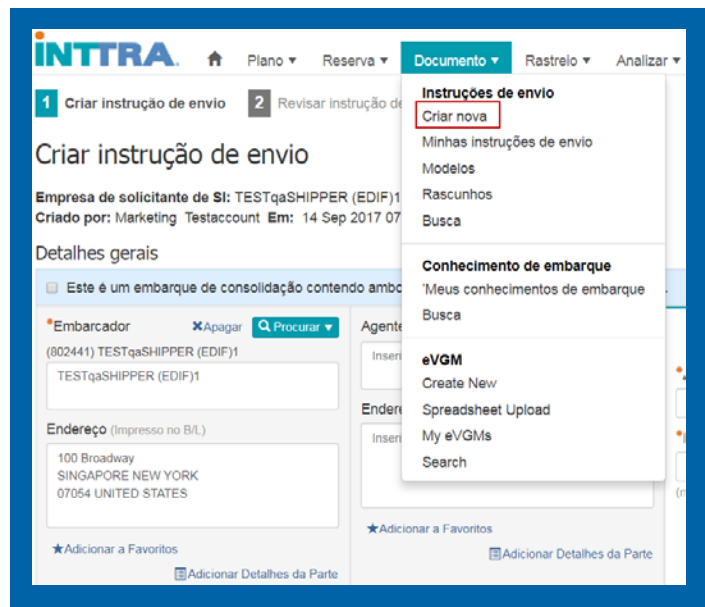 INTTRA.
Plano Reserva Documento Rastreio Analizar
1 Criar instrução de envio 2 Revisar instrução de
Criar instrução de envio
Empresa de solicitante de SI: TESTqaSHIPPER (EDIF)1
Criado por: Marketing Testaccount Em: 14 Sep 2017 07
Detalhes gerais
Este é um embarque de consolidação contendo ambo
*Embarcador Apagar Procurar
(802441) TESTqaSHIPPER (EDIF)1
TESTqaSHIPPER (EDIF)1
Endereço (Impresso no B/L)
100 Broadway
SINGAPORE NEW YORK
07054 UNITED STATES
Adicionar a Favoritos
Adicionar Detalhes da Parte
Agente
Inseri
Endere
Inseri
Adicionar a Favoritos
Adicionar Detalhes da Parte
Instruções de envio
Criar nova
Minhas instruções de envio
Modelos
Rascunhos
Busca
Conhecimento de embarque
'Meus conhecimentos de embarque
Busca
eVGM
Create New
Spreadsheet Upload
My eVGMs
Search